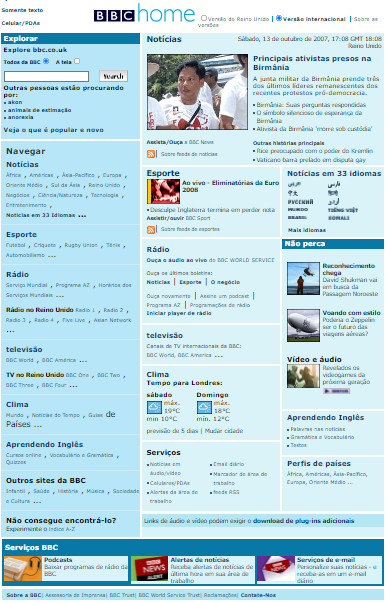 Somente texto
Celular/PDAs
BBC home
Versão do Reino Unido | Versão internacional | Sobre as versões
Explorar
Explore bbc.co.uk
Todos da BBC A tela
Search
Outras pessoas estão procurando por:
akon
animais de estimação
anorexia
Veja o que é popular e novo
Navegar
Notícias
África , Américas , Ásia-Pacífico , Europa ,
Oriente Médio , Sul da Ásia , Reino Unido ,
Negócios , Ciência/Natureza , Tecnologia ,
Entretenimento ,
Notícias em 33 Idiomas ...
Esporte
Futebol , Críquete , Rugby Union , Tênis ,
Automobilismo ...
Rádio
Serviço Mundial , Programa AZ , Horários dos
Serviços Mundiais ...
Rádio no Reino Unido Radio 1 , Radio 2 ,
Radio 3 , Radio 4 , Five Live , Asian Network
...
televisão
BBC World , BBC América ...
TV no Reino Unido BBC One , BBC Two ,
BBC Three , BBC Four ...
Clima
Mundo , Notícias do Tempo , Guias de
Países ...
Aprendendo Inglês
Cursos online , Vocabulário e Gramática ,
Quizzes
Outros sites da BBC
Infantil , Saúde , História , Música , Sociedade
e Cultura ...
Não consegue encontrá-lo?
Experimente o Índice A-Z
Notícias
Sábado, 13 de outubro de 2007, 17:08 GMT 18:08
Reino Unido
Principais ativistas presos na
Birmânia
A junta militar da Birmânia prende três
dos últimos líderes remanescentes dos
recentes protestos pró-democracia.
Birmânia: Suas perguntas respondidas
O símbolo silencioso de esperança da
Birmânia
Ativista da Birmânia 'morre sob custódia'
Assista/Ouça a BBC News
Sobre feeds de notícias
Outras histórias principais
Rice preocupado com o poder do Kremlin
Vaticano barra prelado em disputa gay
Esporte
Ao vivo - Eliminatórias da Euro
2008
Desculpe Inglaterra termina em perder nota
Assistir/ouvir BBC Sport
Sobre feeds de esportes
Rádio
Ouça o áudio ao vivo do BBC WORLD SERVICE
Ouça os últimos boletins:
Notícias | Esporte | O negócio
Ouça novamente | Assine um podcast |
Programa AZ | Programações de rádio
Iniciar player de rádio
televisão
Canais de TV internacionais da BBC:
BBC World, BBC America ...
Clima
Tempo para Londres:
sábado
máx. 19°C
mín 10°C
Domingo
máx. 18°C
mín. 12°C
previsão de 5 dias | Mudar cidade
Serviços
Notícias em áudio/vídeo
Celulares/PDAs
Alertas da área de trabalho
Email diário
Marcador da área de trabalho
feeds RSS
Links de áudio e vídeo podem exigir o download de plug-ins adicionais
Notícias em 33 idiomas
中文
РУССКИЙ
MUNDO
BRASIL
TIẾNG VIỆT
SOMALI
Mais idiomas
Não perca
Reconhecimento
chega
David Shukman vai
em busca da
Passagem Noroeste
Voando com estilo
Poderia o Zeppelin
ser o futuro das
viagens aéreas?
Vídeo e áudio
Revelados os
videogames da
próxima geração
Aprendendo Inglês
Palavras nas notícias
Gramática e Vocabulário
Testes
Perfis de países
África, Américas, Ásia-Pacífico,
Europa, Oriente Médio ...
Serviços BBC
Podcasts
Baixar programas de rádio
da BBC
Alertas de notícias
Receba alertas de notícias de
última hora em sua área de
trabalho
Serviços de e-mail
Personalize suas notícias - e
receba-as em um e-mail
diário
Sobre a BBC| Assessoria de Imprensa| BBC Trust| BBC World Service Trust| Reclamações| Contate-Nos